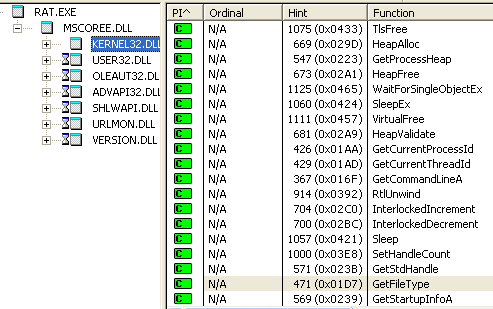 RAT.EXE
MSCOREE.DLL
KERNEL32.DLL
USER32.DLL
OLEAUT32.DLL
ADVAPI32.DLL
SHLWAPI.DLL
URLMON.DLL
VERSION.DLL
PI^ Ordinal Hint Function
C N/A 1075 (0x0433) TlsFree
C N/A 669 (0x029D) HeapAlloc
C N/A 547 (0x0223) GetProcessHeap
C N/A 673 (0x02A1) HeapFree
C N/A 1125 (0x0465) WaitForSingleObjectEx
C N/A 1060 (0x0424) SleepEx
C N/A 1111 (0x0457) VirtualFree
C N/A 681 (0x02A9) HeapValidate
C N/A 426 (0x01AA) GetCurrentProcessId
C N/A 429 (0x01AD) GetCurrentThreadId
C N/A 367 (0x016F) GetCommandLineA
C N/A 914 (0x0392) RtlUnwind
C N/A 704 (0x02C0) InterlockedIncrement
C N/A 700 (0x02BC) InterlockedDecrement
C N/A 1057 (0x0421) Sleep
C N/A 1000 (0x03E8) SetHandleCount
C N/A 571 (0x023B) GetStdHandle
C N/A 471 (0x01D7) GetFileType
C N/A 569 (0x0239) GetStartupInfoA